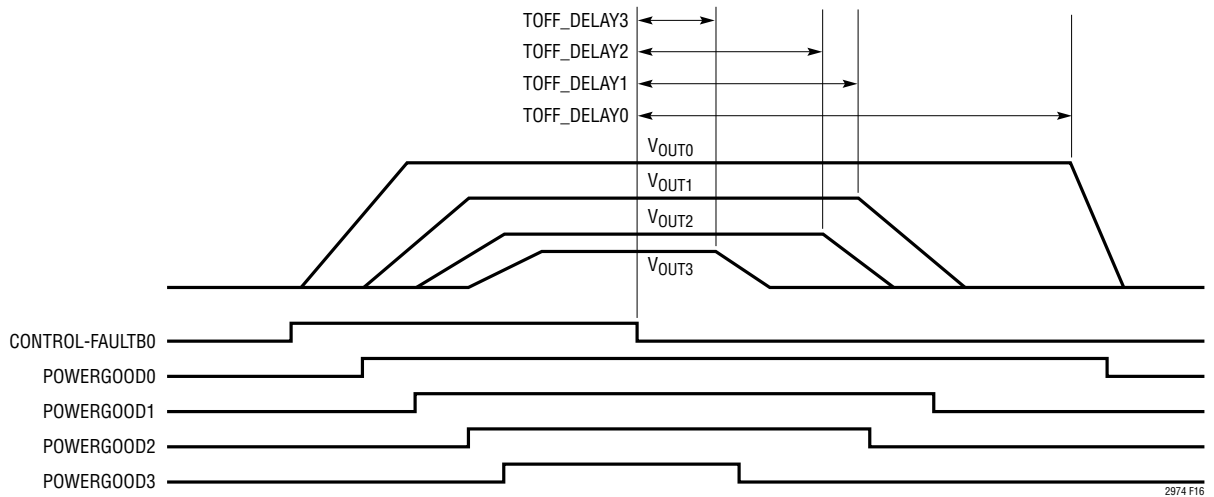 TOFF_DELAY3
TOFF_DELAY2
TOFF_DELAY1
TOFF_DELAY0
VOUT0
VOUT1
VOUT2
VOUT3
CONTROL-FAULTB0
POWERGOOD0
POWERGOOD1
POWERGOOD2
POWERGOOD3
2974 F16